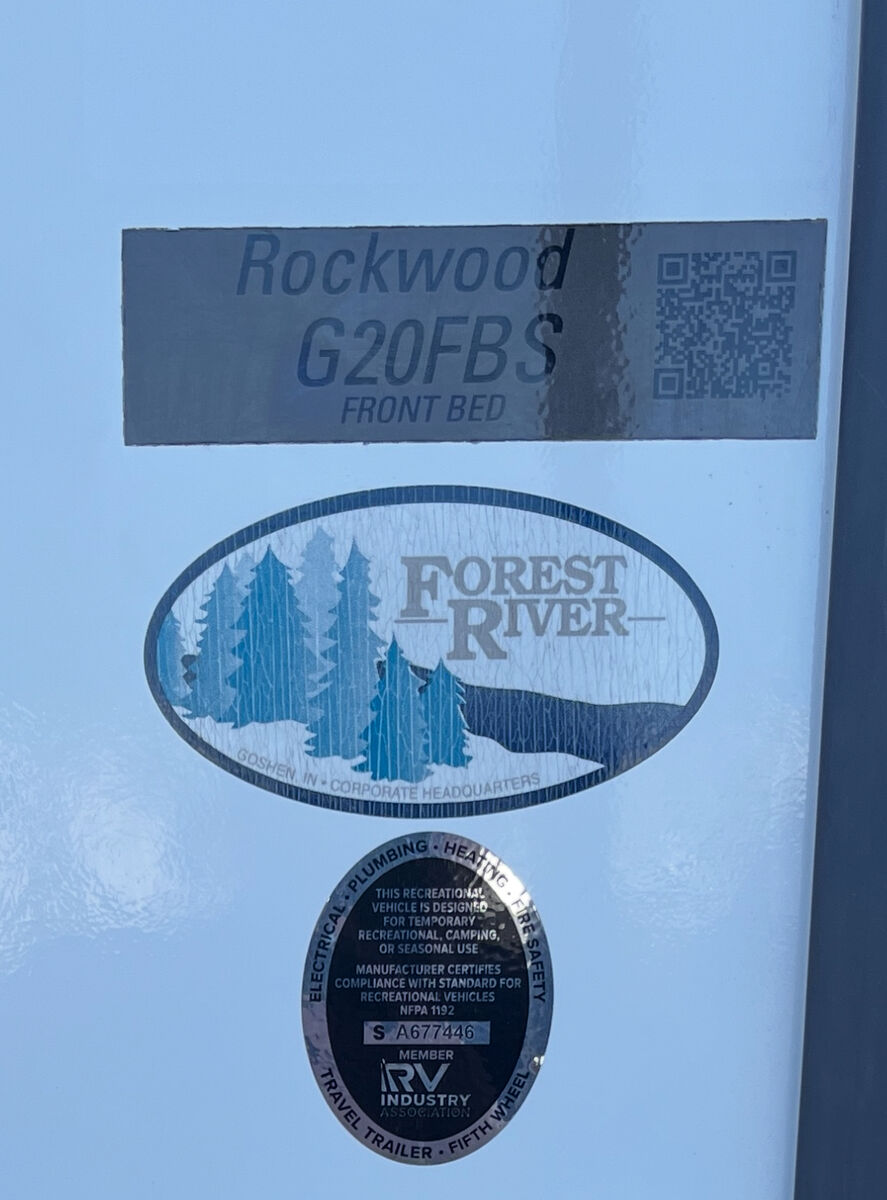 Rockwood
G20FBS
FRONT BED
FOREST
RIVER
GOSHEN, IN • CORPORATE HEADQUARTERS
ELECTRICAL • PLUMBING • HEATING • FIRE SAFETY
THIS RECREATIONAL
VEHICLE IS DESIGNED
FOR TEMPORARY
RECREATIONAL, CAMPING,
OR SEASONAL USE
MANUFACTURER CERTIFIES
COMPLIANCE WITH STANDARD FOR
RECREATIONAL VEHICLES
NFPA 1192
S A677446
MEMBER
RV
INDUSTRY
ASSOCIATION
TRAVEL TRAILER • FIFTH WHEEL